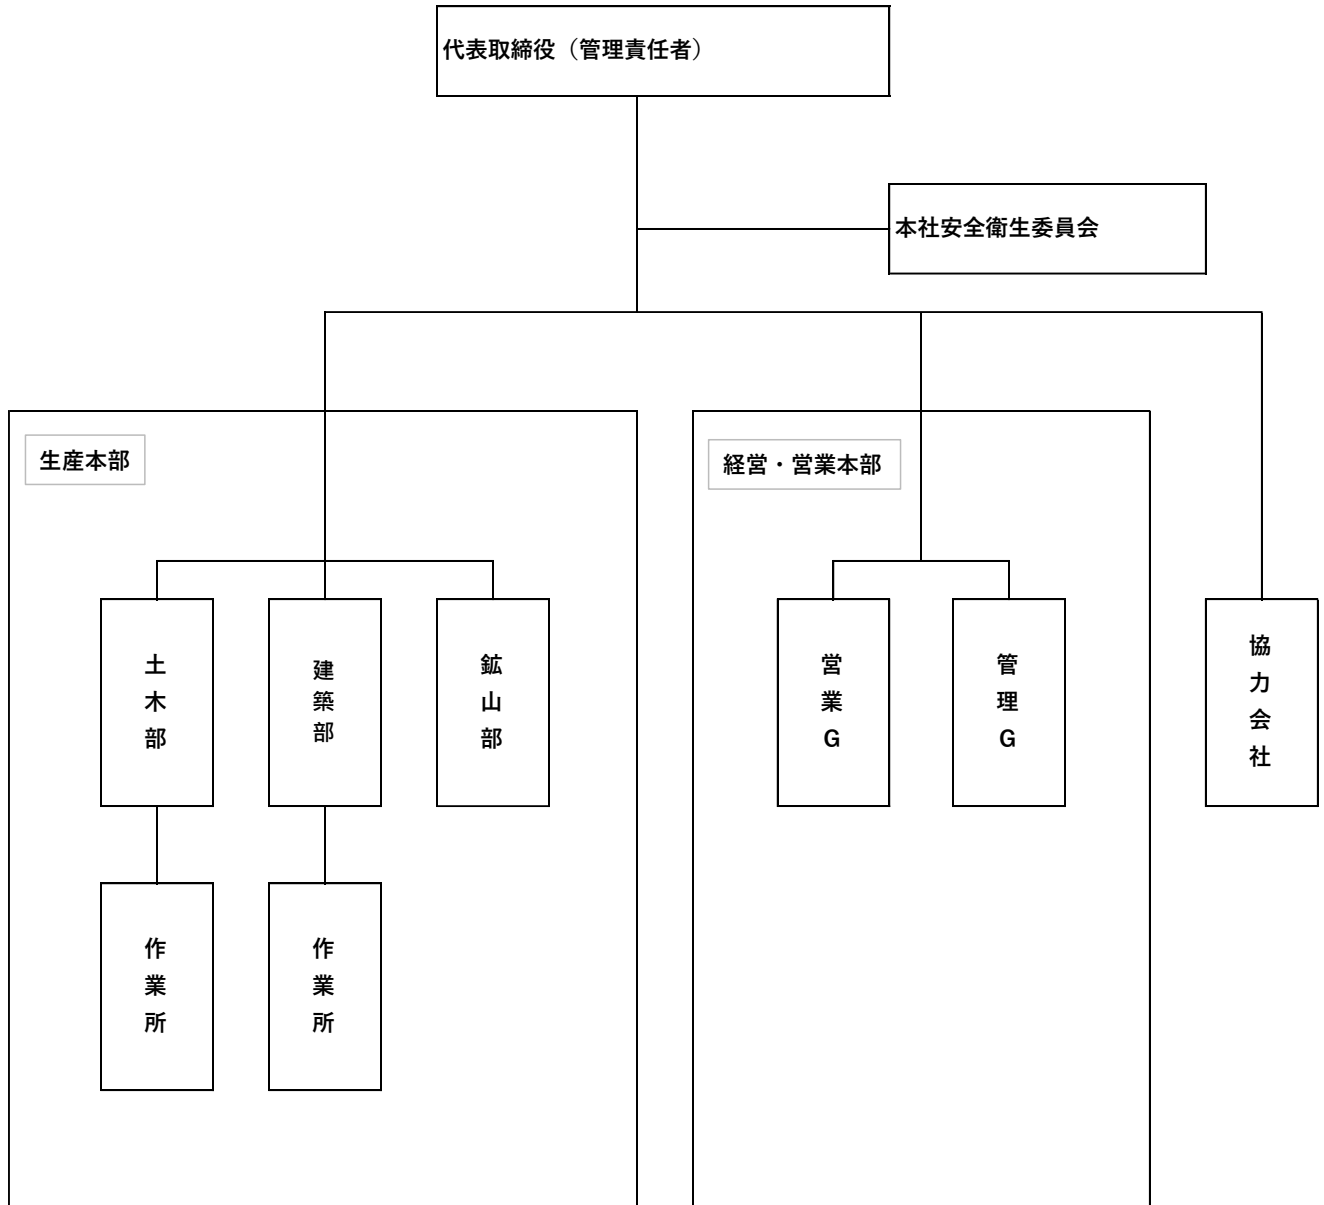 代表取締役（管理責任者）
本社安全衛生委員会
生産本部
経営・営業本部
土木部
建築部
鉱山部
営業G
管理G
協力会社
作業所
作業所